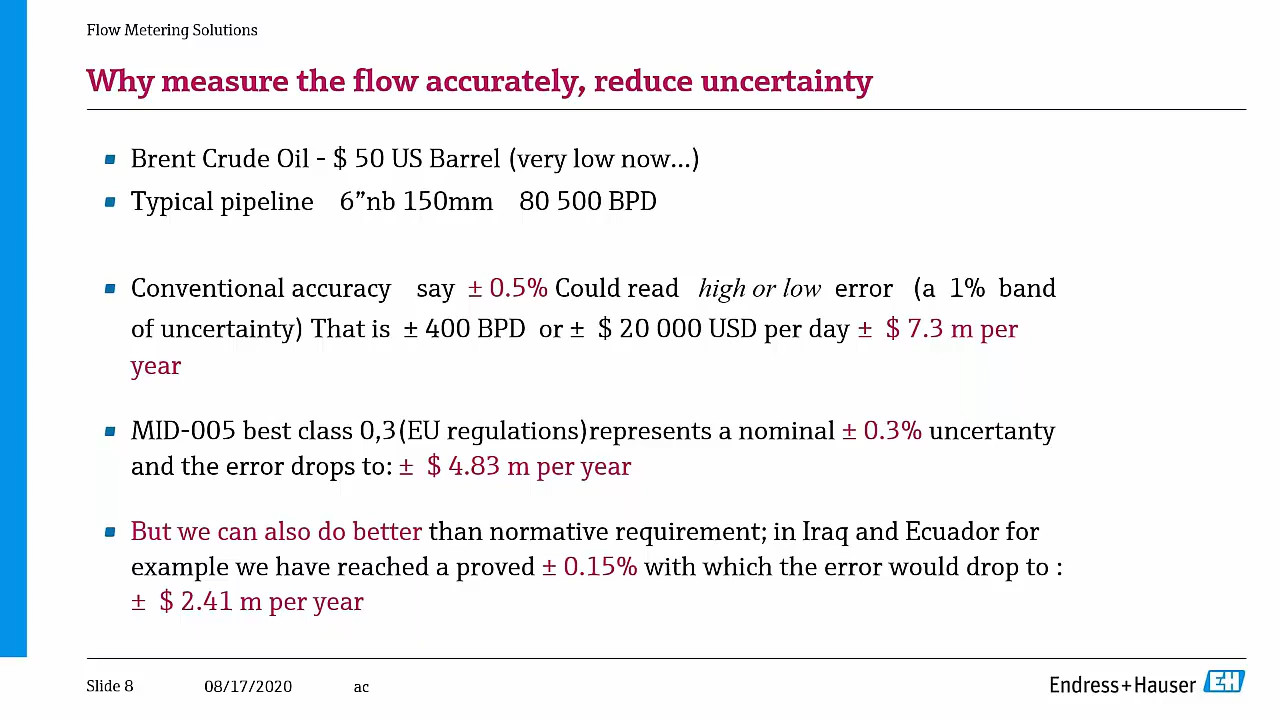 Flow Metering Solutions
Why measure the flow accurately, reduce uncertainty
Brent Crude Oil - $ 50 US Barrel (very low now...)
Typical pipeline 6”nb 150mm 80 500 BPD
Conventional accuracy say ± 0.5% Could read high or low error (a 1% band
of uncertainty) That is ± 400 BPD or ± $ 20 000 USD per day ± $ 7.3 m per
year
MID-005 best class 0,3(EU regulations)represents a nominal ± 0.3% uncertanty
and the error drops to: ± $ 4.83 m per year
But we can also do better than normative requirement; in Iraq and Ecuador for
example we have reached a proved ± 0.15% with which the error would drop to :
± $ 2.41 m per year
Slide 8 08/17/2020 ac
Endress+Hauser EH